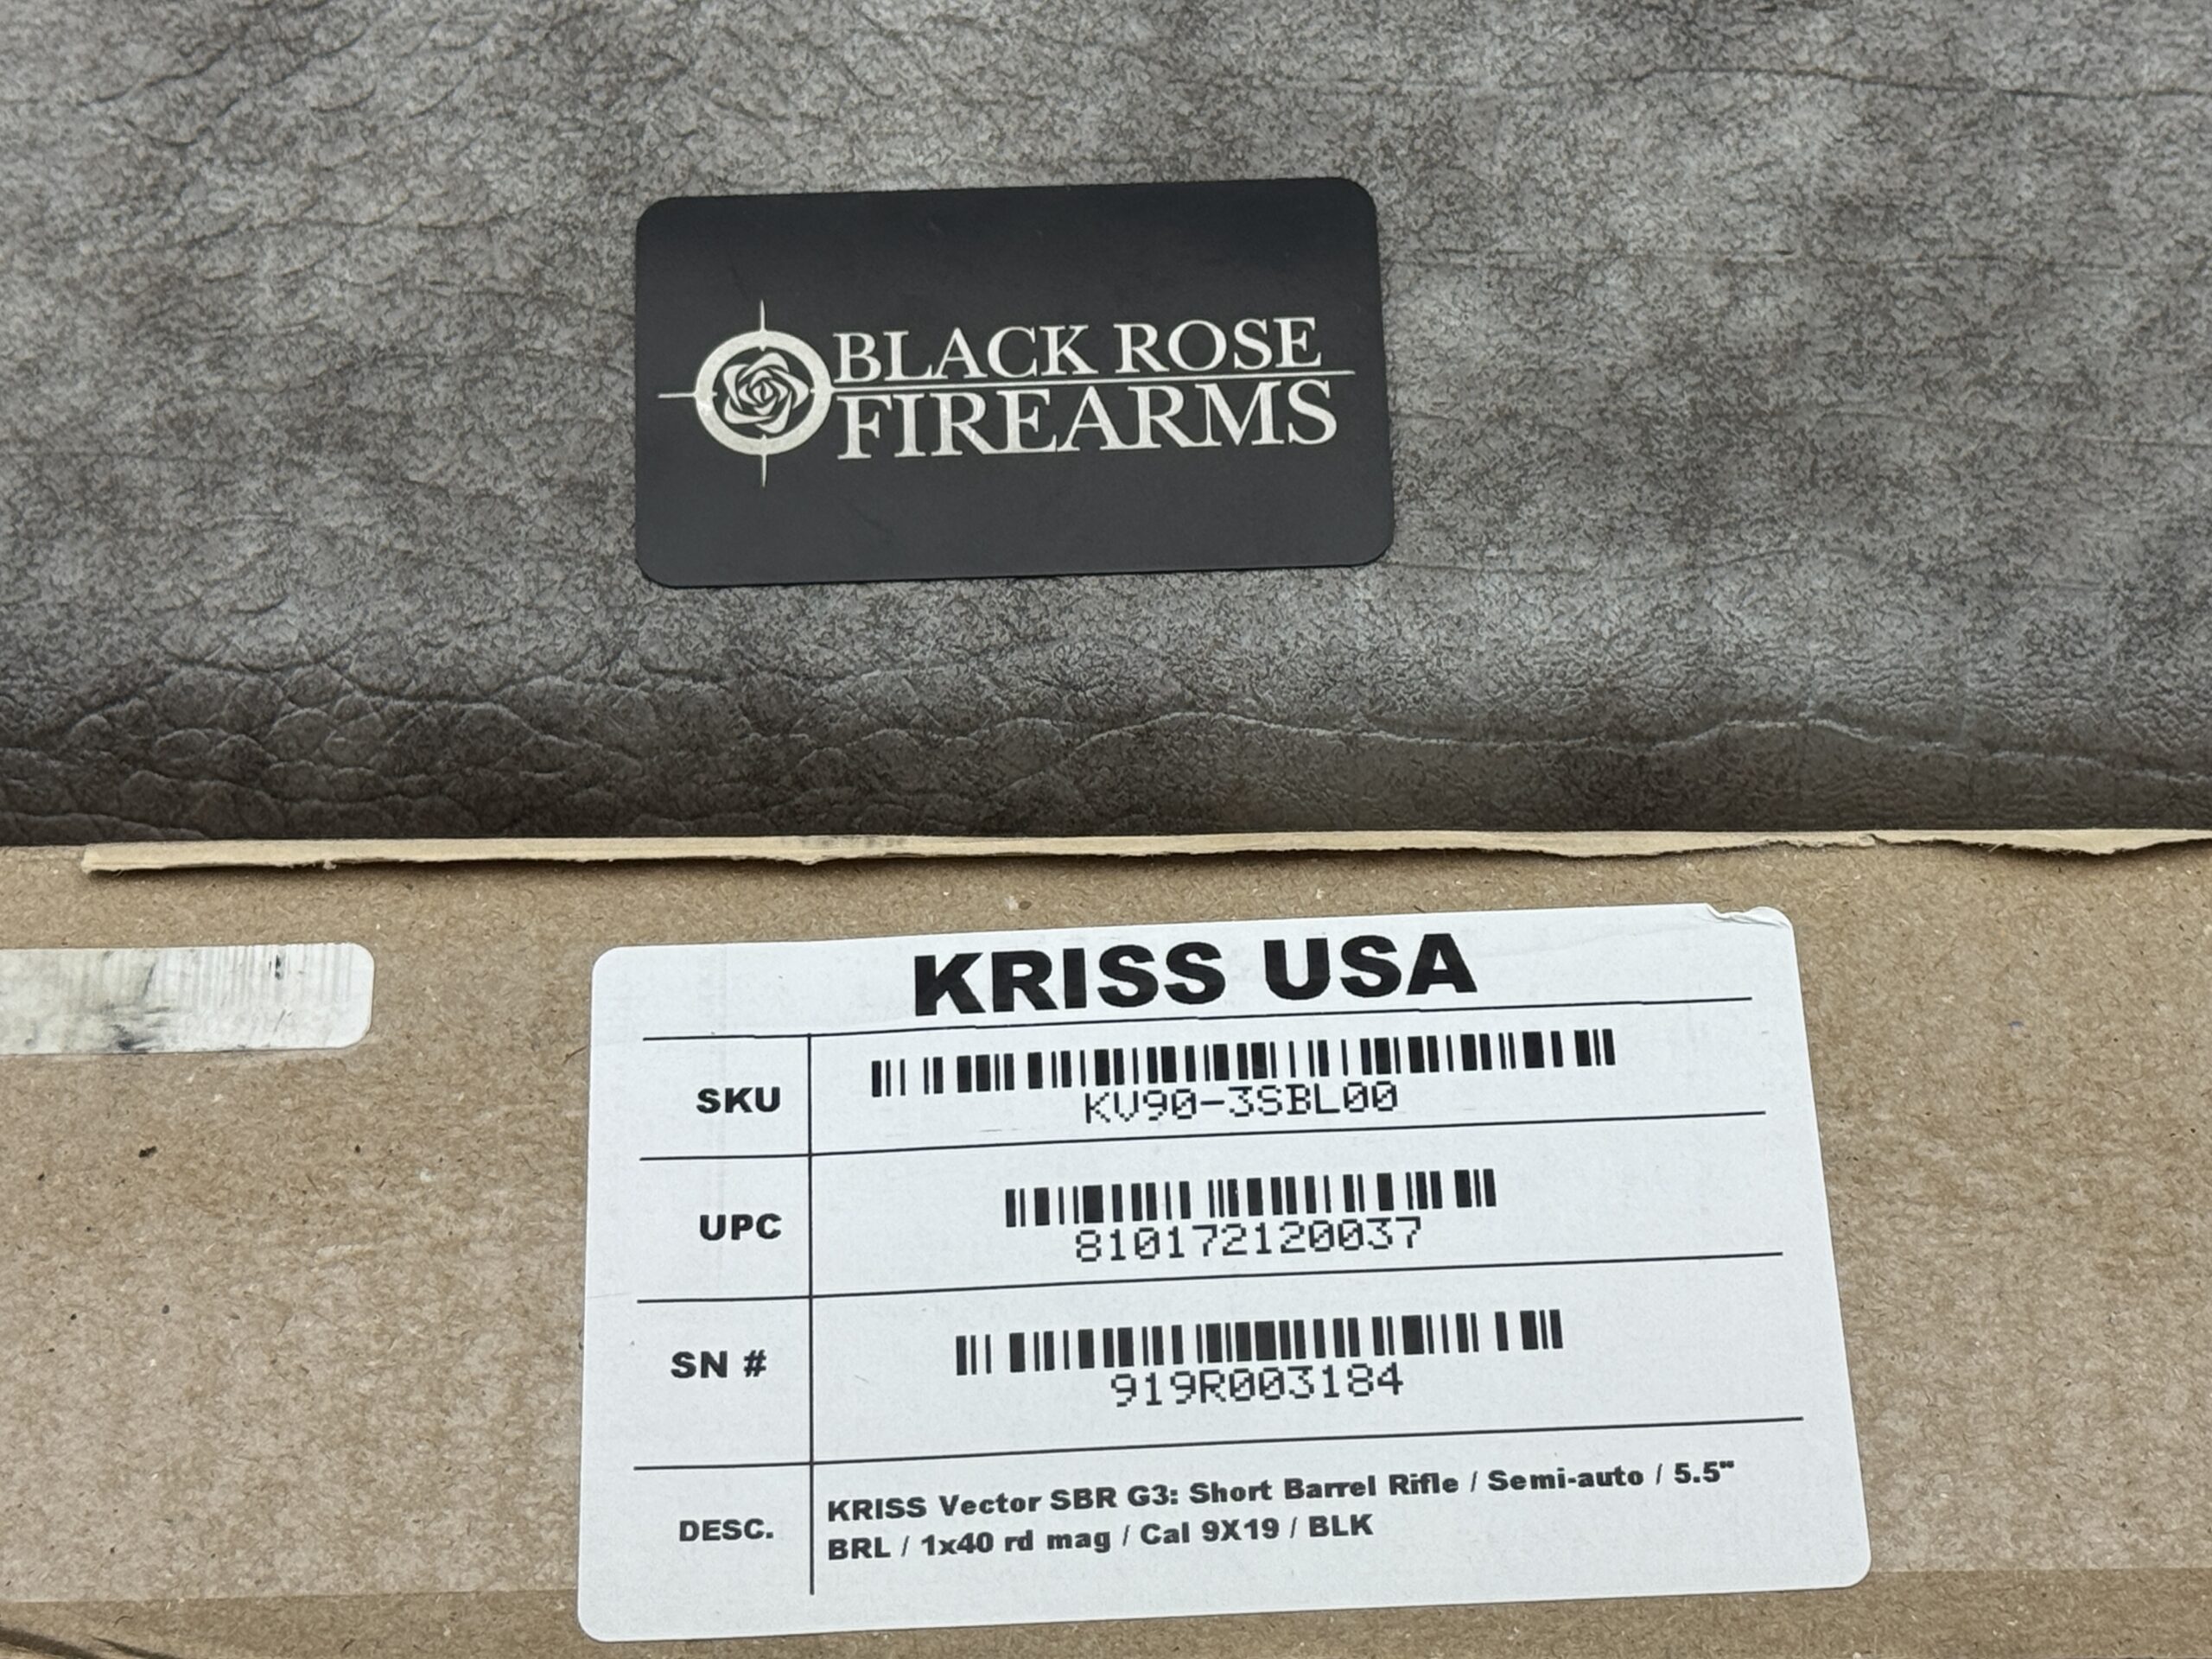 BLACK ROSE
FIREARMS
KRISS USA
SKU
KV90-3SBL00
UPC
810172120037
SN #
919R003184
DESC.
KRISS Vector SBR G3: Short Barrel Rifle / Semi-auto / 5.5"
BRL / 1x40 rd mag / Cal 9X19 / BLK